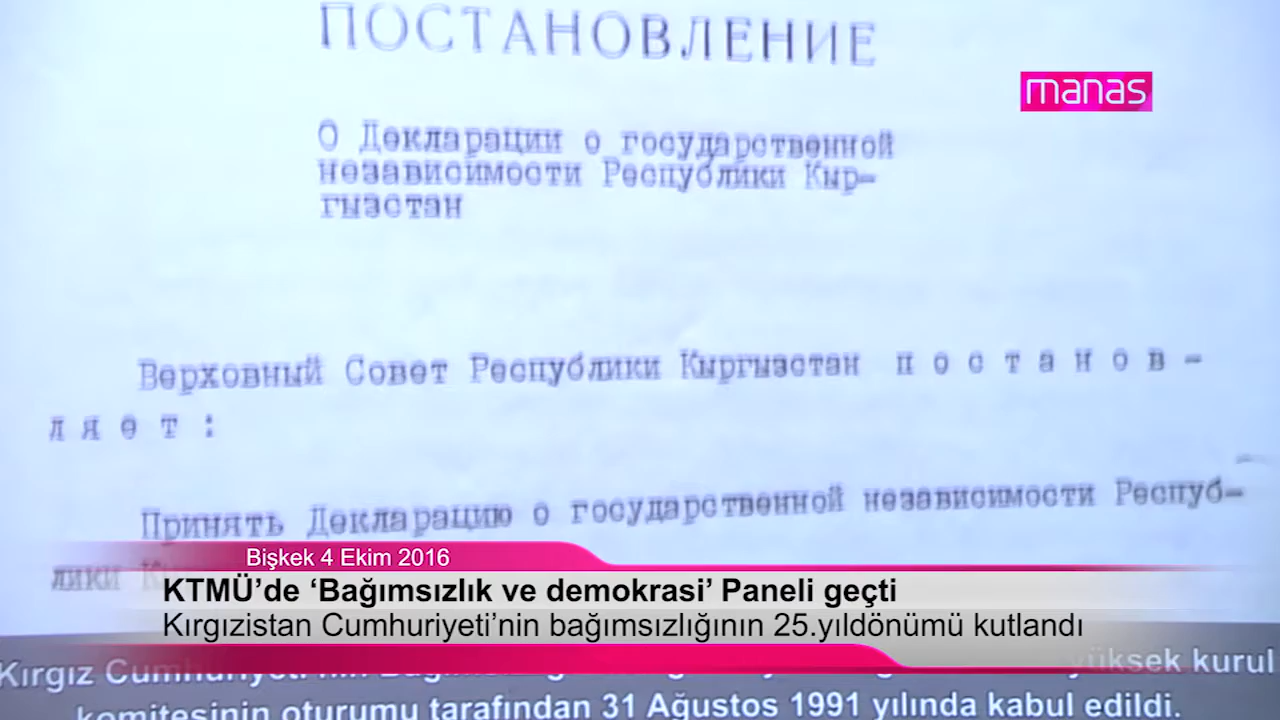 ПОСТАНОВЛЕНИЕ
manas
О Декларации о государственной
независимости Республики Кыр-
гызстан
Верховный Совет Республики Кыргызстан п о с т а н о в -
л я е т :
Принять Декларацию о государственной независимости Респуб-
лики
Bişkek 4 Ekim 2016
KTMÜ’de ‘Bağımsızlık ve demokrasi’ Paneli geçti
Kırgızistan Cumhuriyeti’nin bağımsızlığının 25.yıldönümü kutlandı
Kırgız yüksek kurul
komitesinin oturumu tarafından 31 Ağustos 1991 yılında kabul edildi.